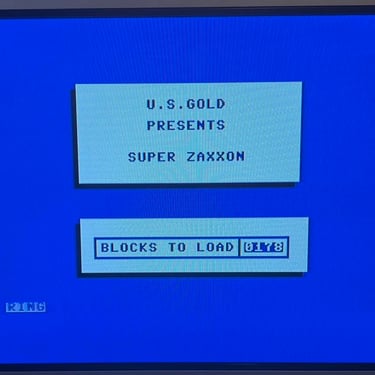 U.S.GOLD
PRESENTS
SUPER ZAXXON
BLOCKS TO LOAD 0178
RING